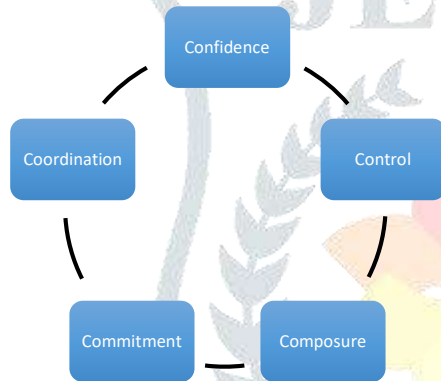 Confidence
Coordination
Control
Commitment
Composure